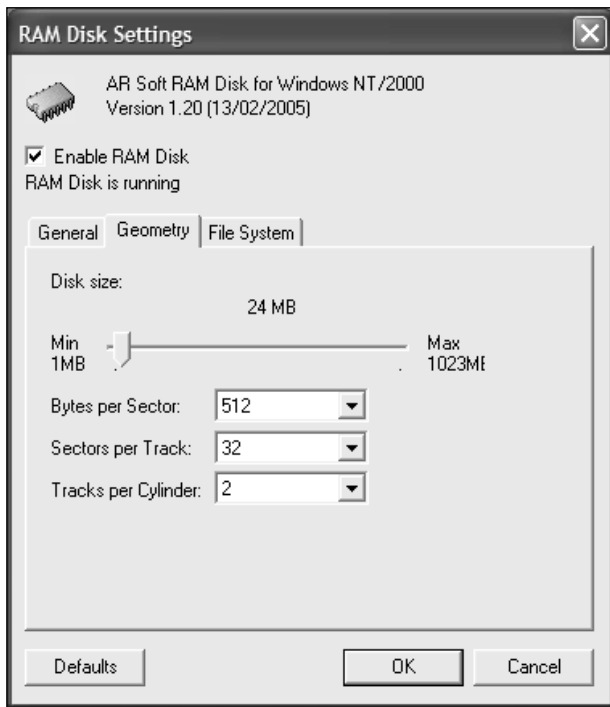 RAM Disk Settings
AR Soft RAM Disk for Windows NT/2000
Version 1.20 (13/02/2005)
Enable RAM Disk
RAM Disk is running
General Geometry File System
Disk size:
24 MB
Min Max
1MB 1023ME
Bytes per Sector: 512
Sectors per Track: 32
Tracks per Cylinder: 2
Defaults OK Cancel